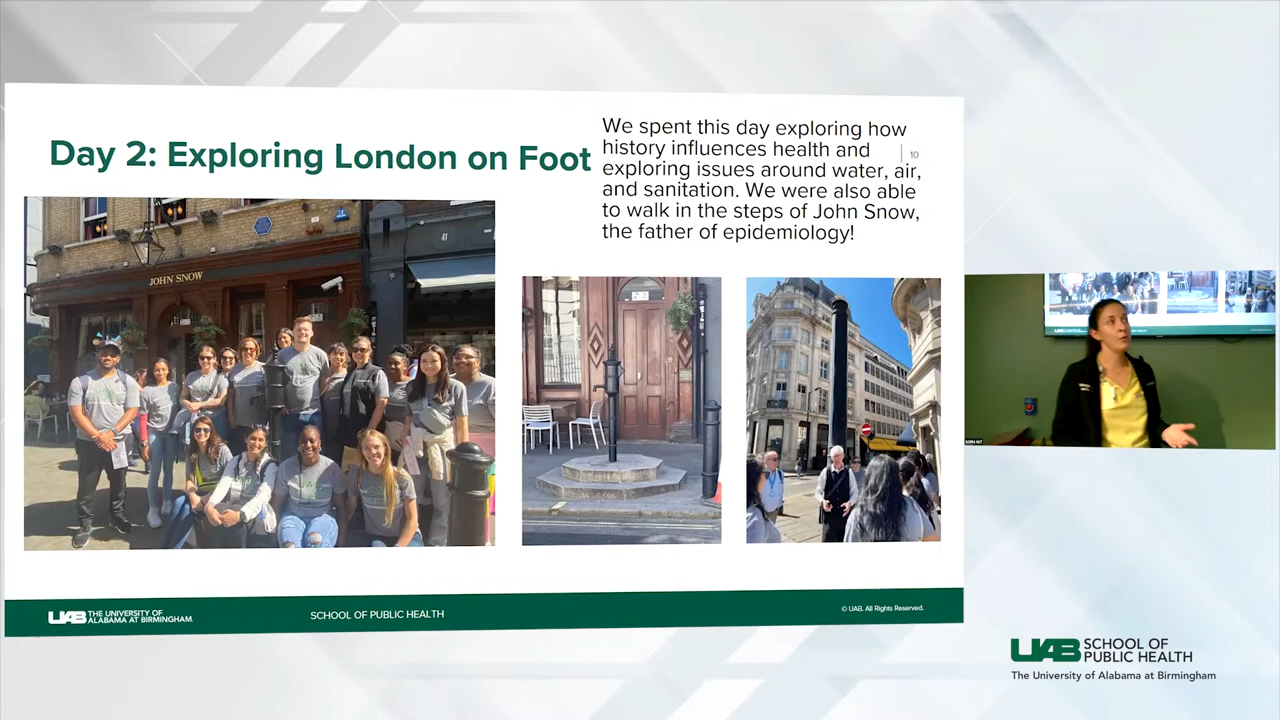 Day 2: Exploring London on Foot
We spent this day exploring how
history influences health and
exploring issues around water, air,
and sanitation. We were also able
to walk in the steps of John Snow,
the father of epidemiology!
10
JOHN SNOW
41
UAB THE UNIVERSITY OF
ALABAMA AT BIRMINGHAM.
SCHOOL OF PUBLIC HEALTH
© UAB. All Rights Reserved.
UAB SCHOOL OF
PUBLIC HEALTH
The University of Alabama at Birmingham